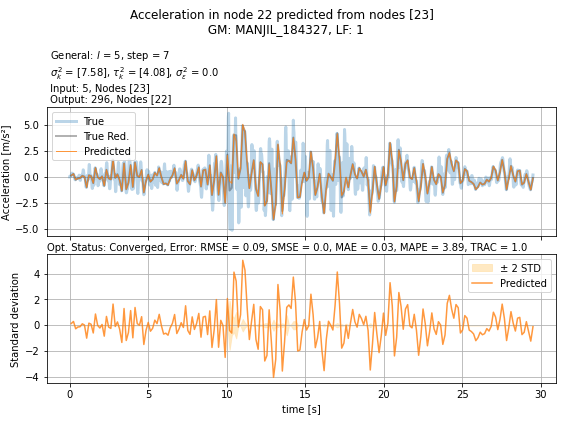 Acceleration in node 22 predicted from nodes [23]
GM: MANJIL_184327, LF: 1
General: l = 5, step = 7
σ²ₖ = [7.58], τ²ₖ = [4.08], σ²ε = 0.0
Input: 5, Nodes [23]
Output: 296, Nodes [22]
Acceleration [m/s²]
5.0
2.5
0.0
−2.5
−5.0
True
True Red.
Predicted
Opt. Status: Converged, Error: RMSE = 0.09, SMSE = 0.0, MAE = 0.03, MAPE = 3.89, TRAC = 1.0
Standard deviation
4
2
0
−2
−4
± 2 STD
Predicted
0 5 10 15 20 25 30
time [s]